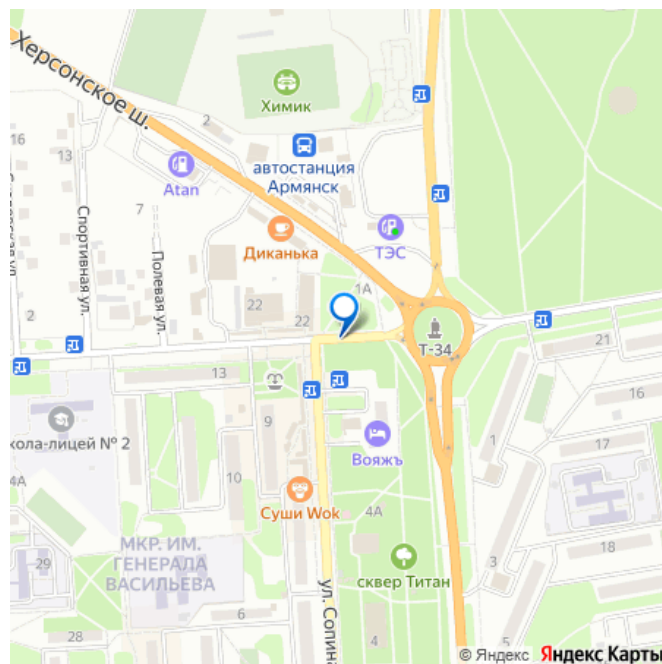 Херсонское ш.
Химик
2
16
13
автостанция
Армянск
Atan
Спортивная ул.
7
Полевая ул.
Диканька
ТЭС
1А
22
22
2
Т-34
21
13
16
9
1
кола-лицей № 2
Вояжъ
17
10
4А
Суши Wok
4А
МКР. ИМ.
ГЕНЕРАЛА
ВАСИЛЬЕВА
18
29
сквер Титан
ул. Сопина
6
28
4
5
© Яндекс Яндекс Карты